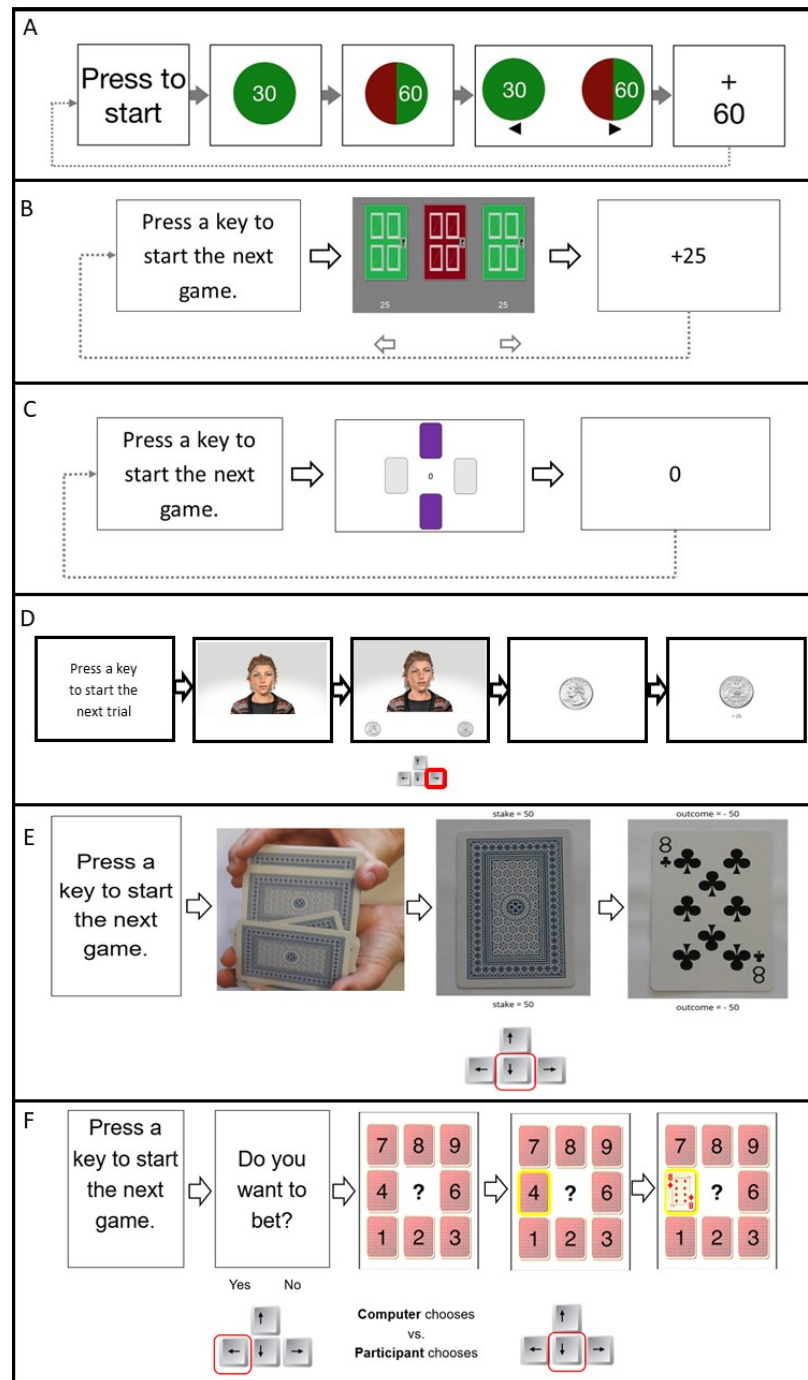 A
Press to
start
30
60
30
60
+
60
B
Press a key to
start the next
game.
25
25
+25
C
Press a key to
start the next
game.
0
0
D
Press a key
to start the
next trial
+ 25
E
Press a
key to start
the next
game.
stake = 50
stake = 50
outcome = - 50
8
8
outcome = - 50
F
Press a
key to start
the next
game.
Do you
want to
bet?
Yes No
7 8 9
4 ? 6
1 2 3
7 8 9
4 ? 6
1 2 3
7 8 9
8 8 ? 6
1 2 3
Computer chooses
vs.
Participant chooses